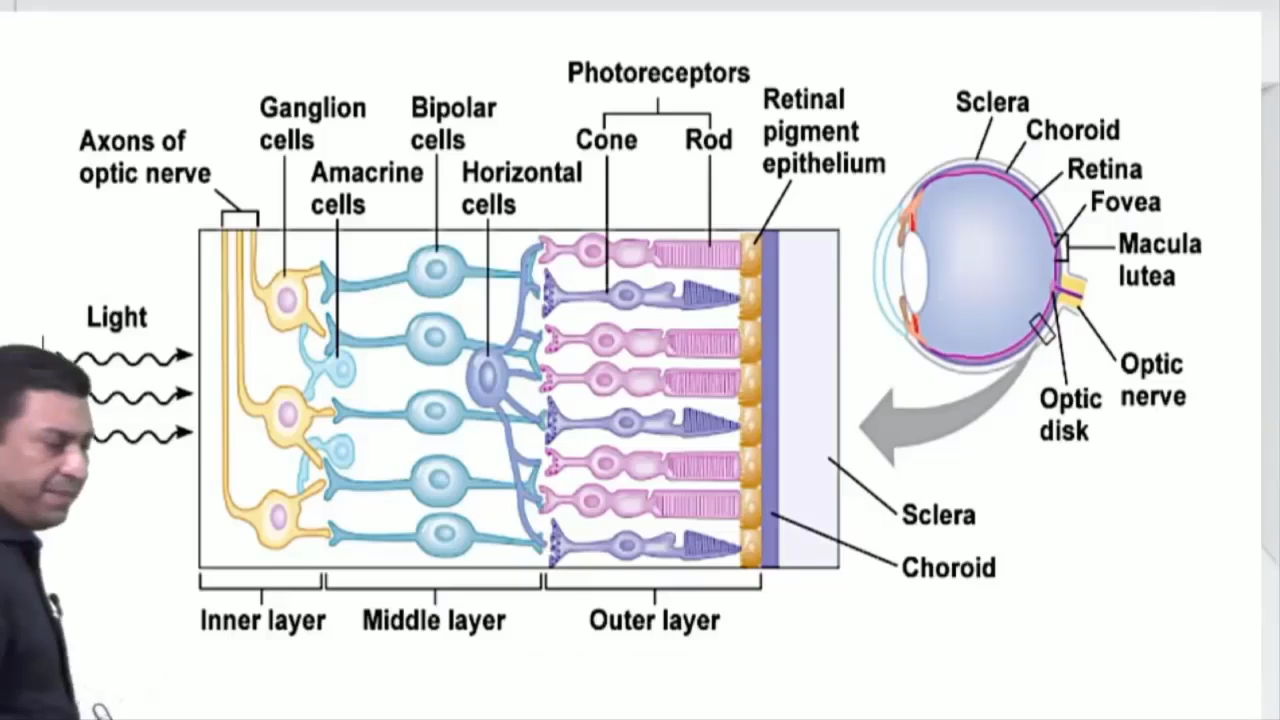 Photoreceptors
Ganglion
cells
Bipolar
cells
Cone
Rod
Retinal
pigment
epithelium
Axons of
optic nerve
Amacrine
cells
Horizontal
cells
Light
Inner layer
Middle layer
Outer layer
Sclera
Choroid
Retina
Fovea
Macula
lutea
Optic
nerve
Optic
disk
Sclera
Choroid